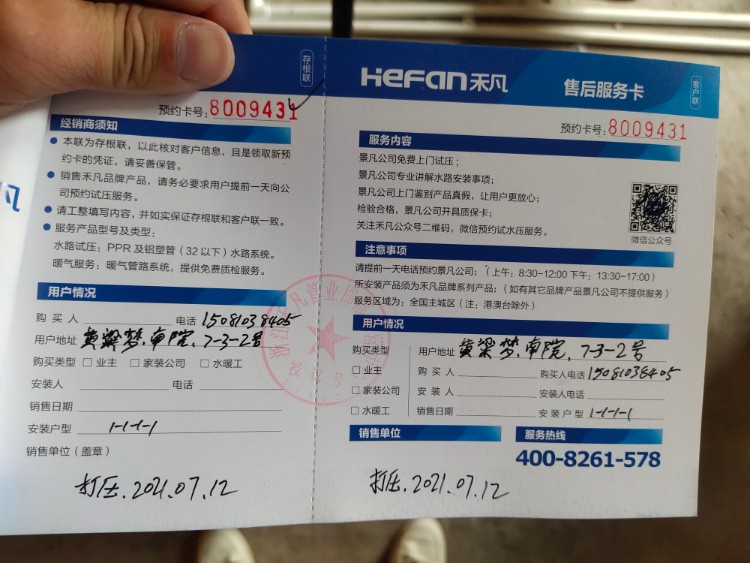 存根联
预约卡号:8009431
经销商须知
本联为存根联,以此核对客户信息,且是领取新预
约卡的凭证,请妥善保管。
销售禾凡品牌产品,请务必要求用户提前一天向公
司预约试压服务。
请工整填写内容,并如实保证存根联和客户联一致。
服务产品型号及类型:
水路试压:PPR 及铝塑管(32 以下)水路系统。
暖气服务:暖气管路系统,提供免费质检服务。
用户情况
购 买 人 电话 15081038405
用户地址 黄粱梦,南院,7-3-2号
购买类型 □ 业主 □ 家装公司 □ 水暖工
安装人 电话
销售日期
安装户型 1-1-1-1
销售单位(盖章)
打压.2021.07.12
凡
HeFan禾凡
售后服务卡
客户联
预约卡号:8009431
服务内容
景凡公司免费上门试压;
景凡公司专业讲解水路安装事项;
景凡公司上门鉴别产品真假,让用户更放心;
检验合格,景凡公司开具质保卡;
关注禾凡公众号二维码,微信预约试水压服务。
微信公众号
注意事项
请提前一天电话预约景凡公司;(上午:8:30-12:00 下午:13:30-17:00)
所安装产品须为禾凡品牌系列产品;(如有其它品牌产品景凡公司不提供服务)
服务区域为:全国主城区(注:港澳台除外)
用户情况
购买类型 用户地址 黄粱梦,南院,7-3-2号
□ 业主 购 买 人 购买人电话 15081038405
□ 家装公司 安 装 人 安装人电话
□ 水暖工 销售日期 安 装 户 型 1-1-1-1
销售单位
服务热线
400-8261-578
打压.2021.07.12